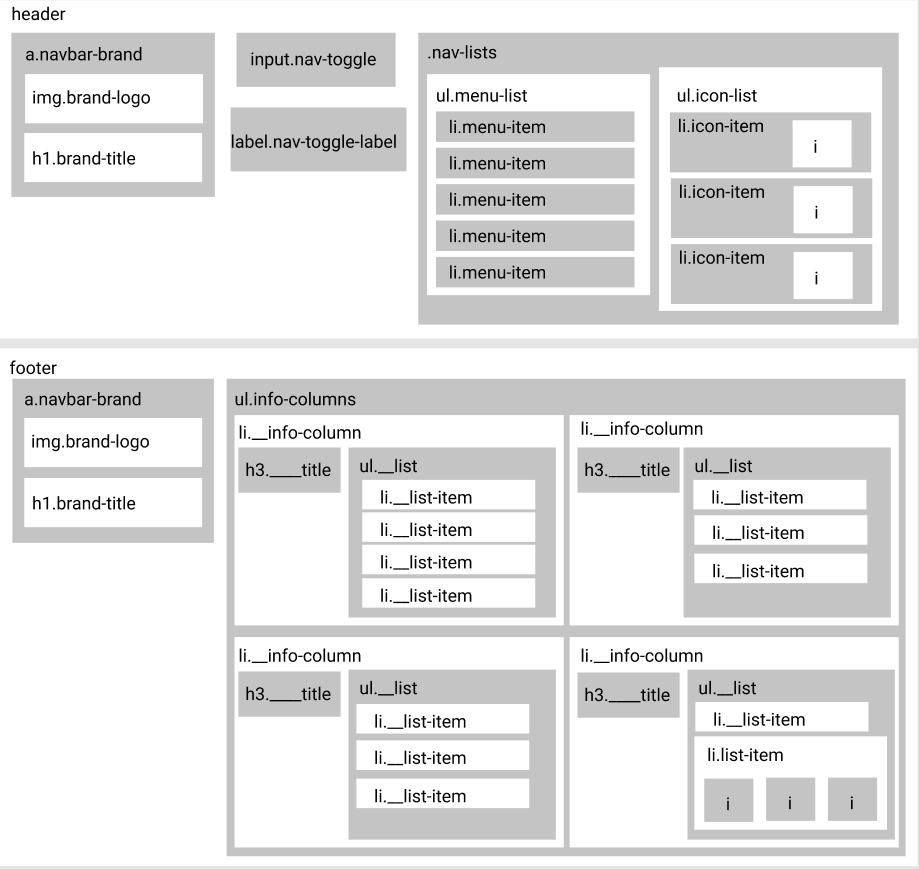 header
a.navbar-brand
img.brand-logo
h1.brand-title
input.nav-toggle
label.nav-toggle-label
.nav-lists
ul.menu-list
li.menu-item
li.menu-item
li.menu-item
li.menu-item
li.menu-item
ul.icon-list
li.icon-item
i
li.icon-item
i
li.icon-item
i
footer
a.navbar-brand
img.brand-logo
h1.brand-title
ul.info-columns
li.__info-column
h3.____title
ul.__list
li.__list-item
li.__list-item
li.__list-item
li.__list-item
li.__info-column
h3.____title
ul.__list
li.__list-item
li.__list-item
li.__list-item
li.__info-column
h3.____title
ul.__list
li.__list-item
li.__list-item
li.__list-item
li.__info-column
h3.____title
ul.__list
li.__list-item
li.list-item
i i i